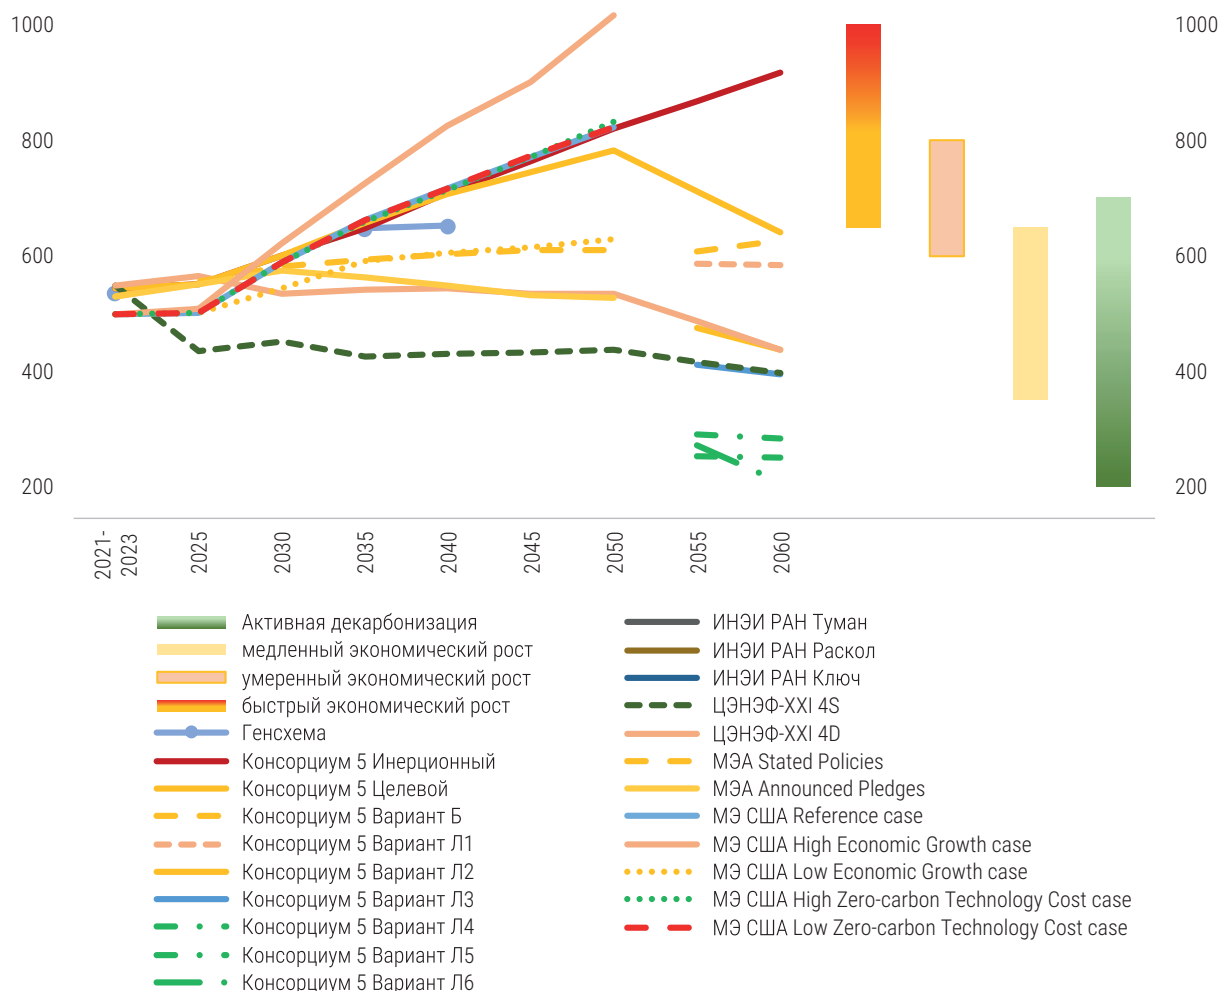 1000
800
600
400
200
1000
800
600
400
200
2021-
2023
2025
2030
2035
2040
2045
2050
2055
2060
Активная декарбонизация
медленный экономический рост
умеренный экономический рост
быстрый экономический рост
Генсхема
Консорциум 5 Инерционный
Консорциум 5 Целевой
Консорциум 5 Вариант Б
Консорциум 5 Вариант Л1
Консорциум 5 Вариант Л2
Консорциум 5 Вариант Л3
Консорциум 5 Вариант Л4
Консорциум 5 Вариант Л5
Консорциум 5 Вариант Л6
ИНЭИ РАН Туман
ИНЭИ РАН Раскол
ИНЭИ РАН Ключ
ЦЭНЭФ-XXI 4S
ЦЭНЭФ-XXI 4D
МЭА Stated Policies
МЭА Announced Pledges
МЭ США Reference case
МЭ США High Economic Growth case
МЭ США Low Economic Growth case
МЭ США High Zero-carbon Technology Cost case
МЭ США Low Zero-carbon Technology Cost case